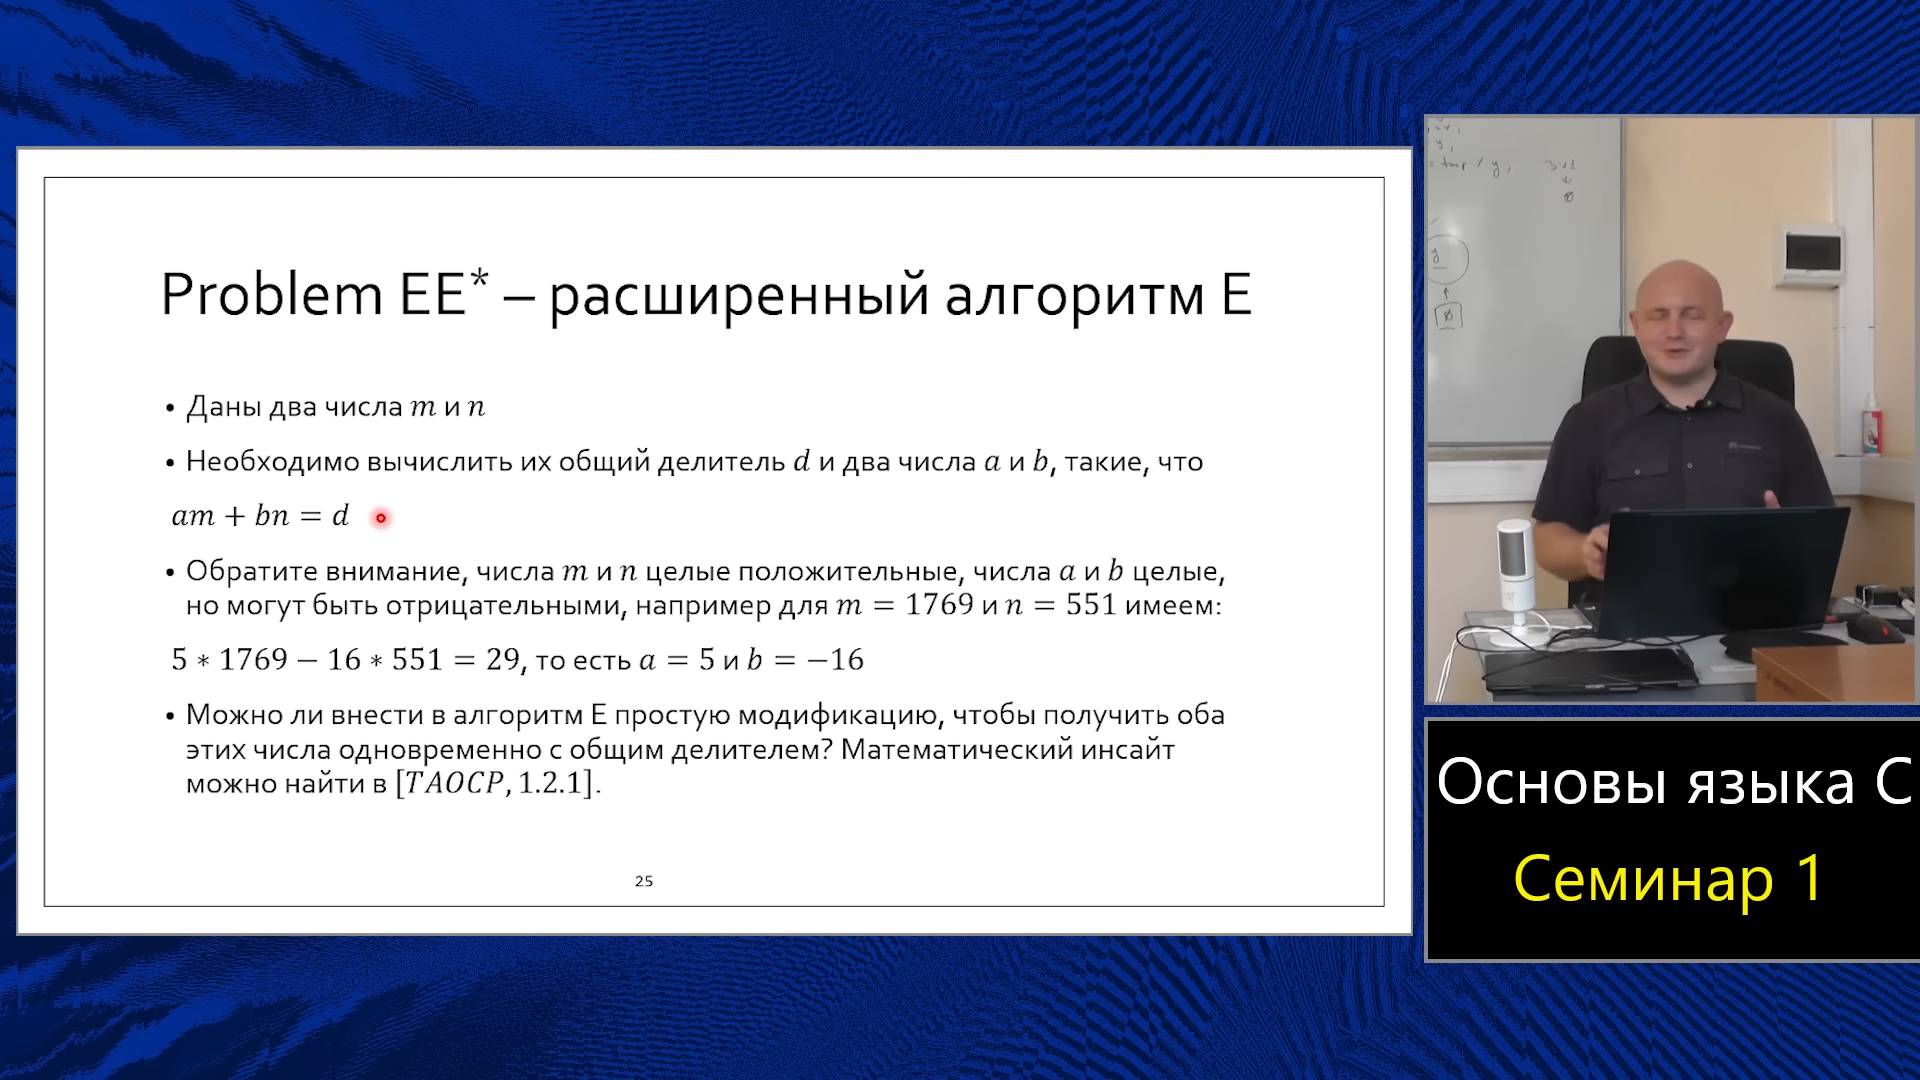 Problem EE* – расширенный алгоритм E
• Даны два числа m и n
• Необходимо вычислить их общий делитель d и два числа a и b, такие, что
am + bn = d
• Обратите внимание, числа m и n целые положительные, числа a и b целые,
но могут быть отрицательными, например для m = 1769 и n = 551 имеем:
5 ∗ 1769 − 16 ∗ 551 = 29, то есть a = 5 и b = −16
• Можно ли внести в алгоритм E простую модификацию, чтобы получить оба
этих числа одновременно с общим делителем? Математический инсайт
можно найти в [TAOCP, 1.2.1].
25
Основы языка C
Семинар 1